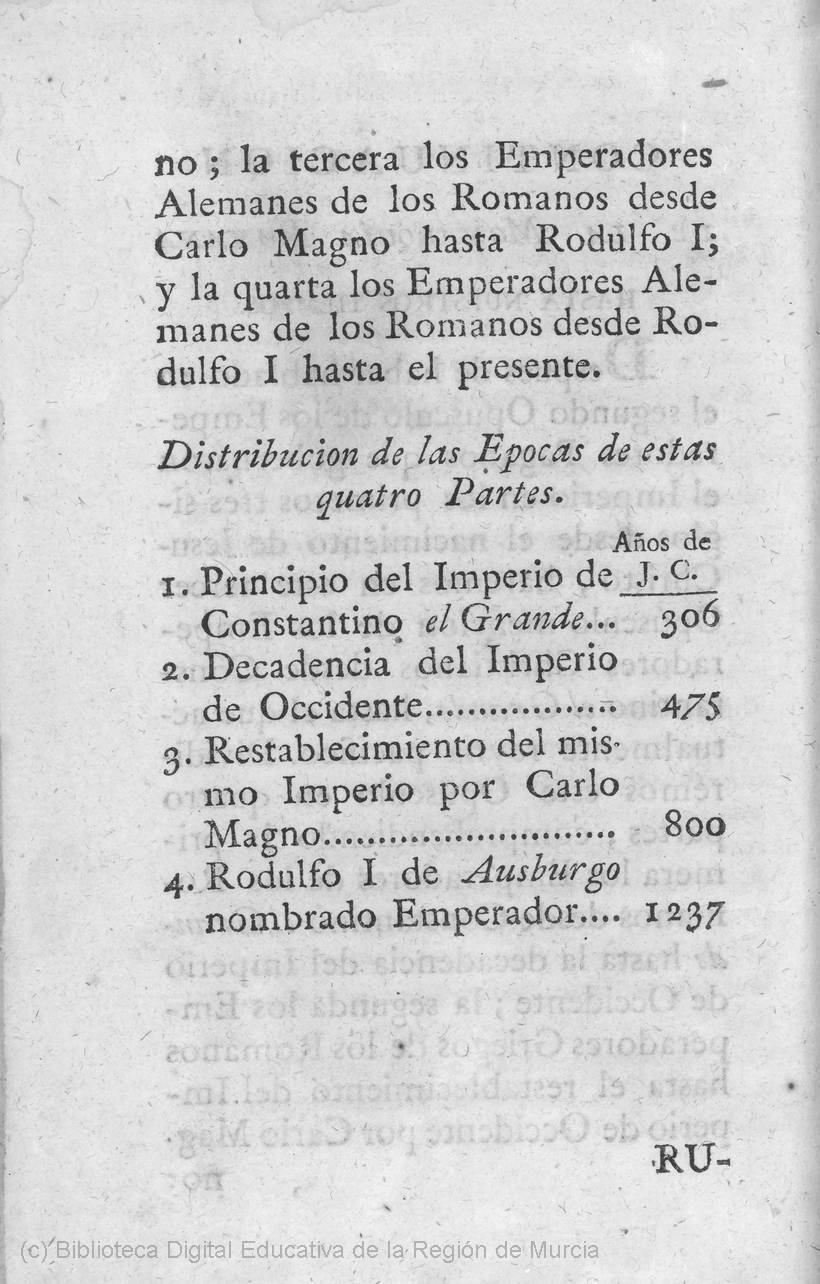 no ; la tercera los Emperadores
Alemanes de los Romanos desde
Carlo Magno hasta Rodulfo I;
y la quarta los Emperadores Ale-
manes de los Romanos desde Ro-
dulfo I hasta el presente.
Distribucion de las Epocas de estas
quatro Partes.
Años de
1. Principio del Imperio de J. C.
Constantino el Grande... 306
2. Decadencia del Imperio
de Occidente.................. 475
3. Restablecimiento del mis-
mo Imperio por Carlo
Magno............................ 800
4. Rodulfo I de Ausburgo
nombrado Emperador.... 1237
RU-
(c) Biblioteca Digital Educativa de la Región de Murcia